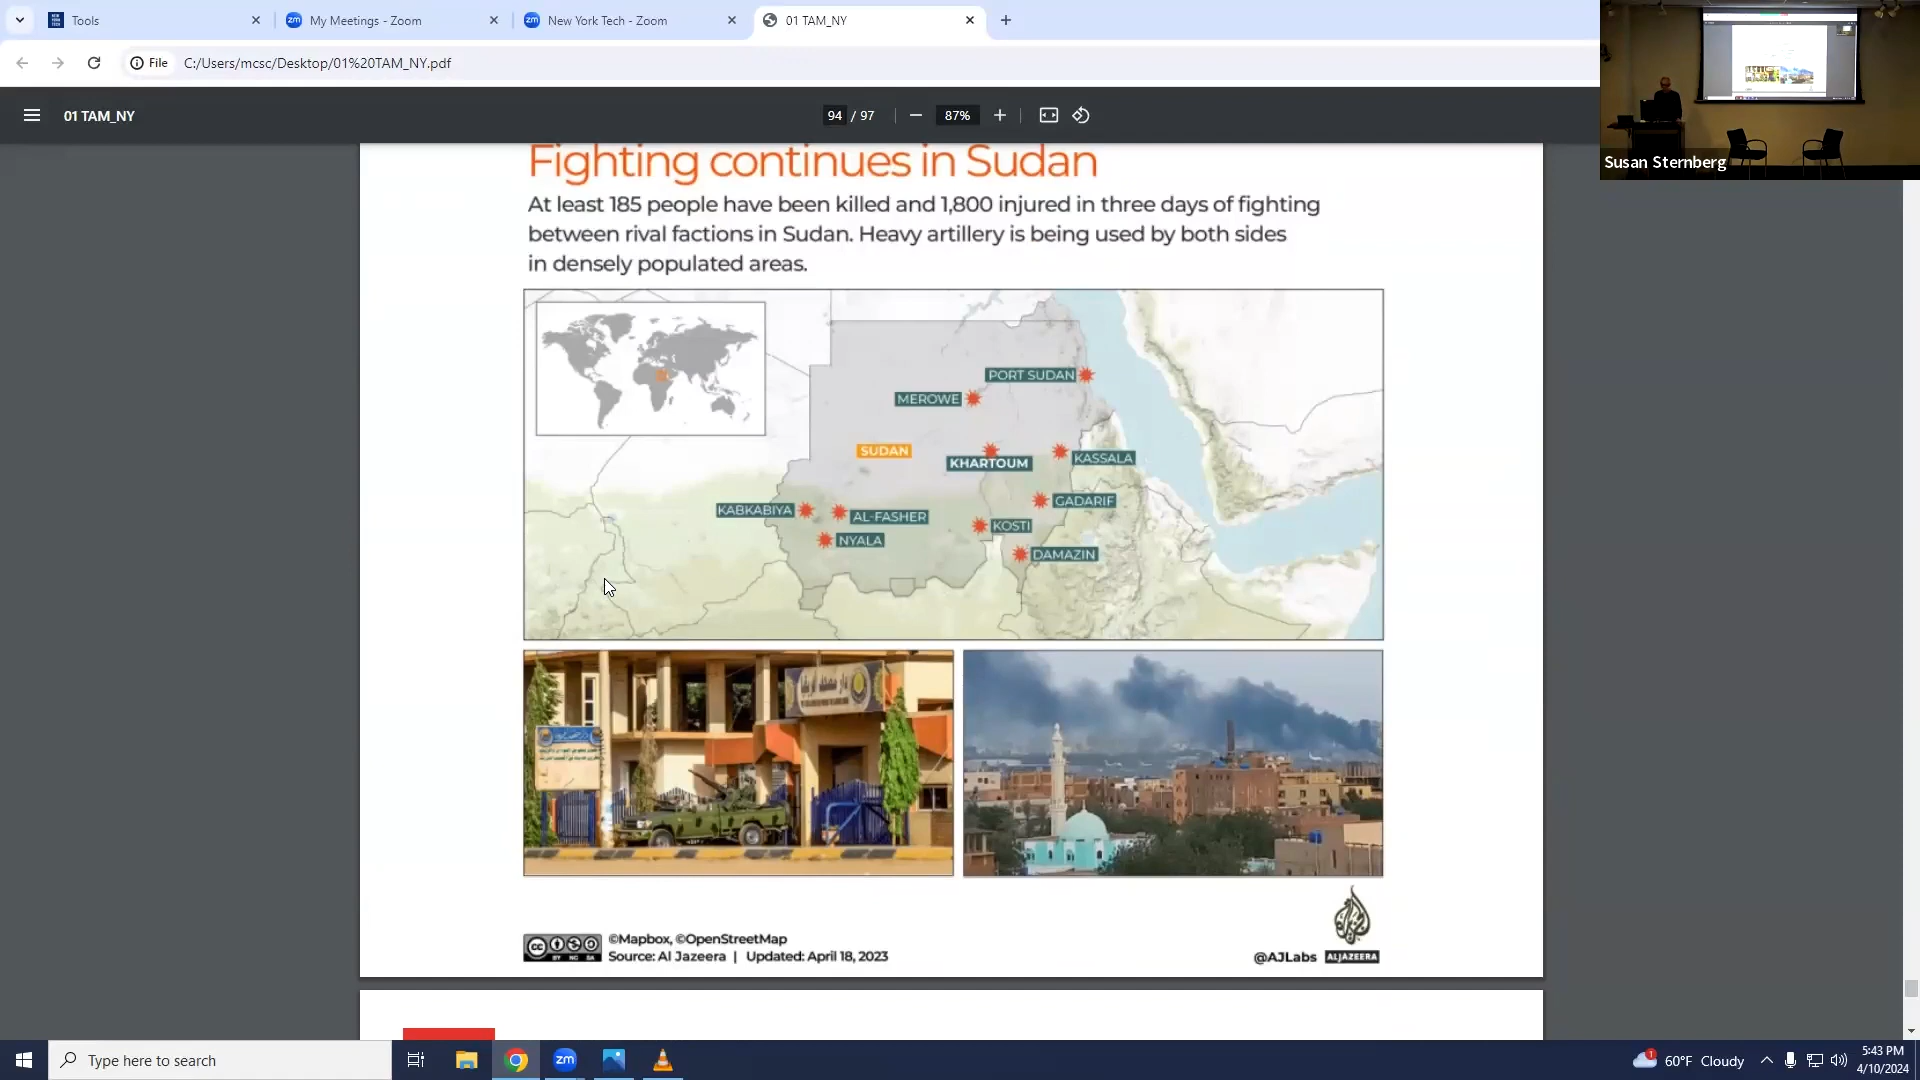 Tools
My Meetings - Zoom
New York Tech - Zoom
01 TAM_NY
File
C:/Users/mcsc/Desktop/01%20TAM_NY.pdf
01 TAM_NY
94 / 97
87%
Susan Sternberg
Fighting continues in Sudan
At least 185 people have been killed and 1,800 injured in three days of fighting
between rival factions in Sudan. Heavy artillery is being used by both sides
in densely populated areas.
PORT SUDAN
MEROWE
SUDAN
KHARTOUM
KASSALA
GADARIF
KABKABIYA
AL-FASHER
KOSTI
NYALA
DAMAZIN
cc
BY NC SA
©Mapbox, ©OpenStreetMap
Source: Al Jazeera | Updated: April 18, 2023
@AJLabs
ALJAZEERA
Type here to search
zm
60°F Cloudy
5:43 PM
4/10/2024